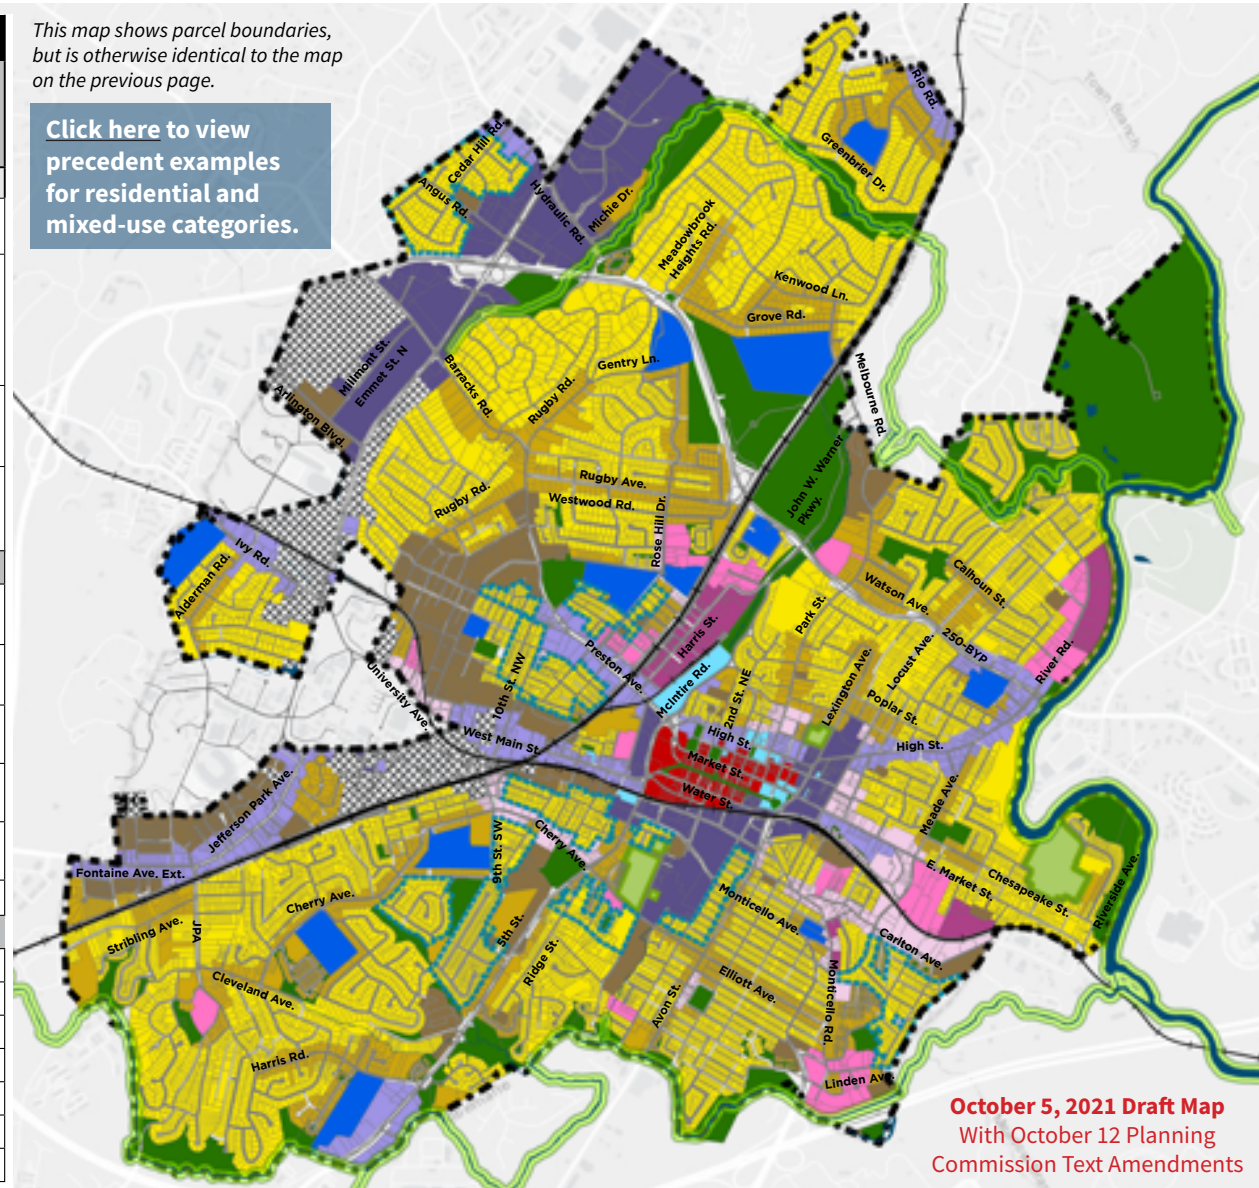 This map shows parcel boundaries,
but is otherwise identical to the map
on the previous page.
Click here to view
precedent examples
for residential and
mixed-use categories.
Rio Rd.
Greenbrier Dr.
Cedar Hill Rd.
Angus Rd.
Hydraulic Rd.
Michie Dr.
Meadowbrook
Heights Rd.
Kenwood Ln.
Grove Rd.
Millmont St.
Emmet St. N
Arlington Blvd.
Barracks Rd.
Gentry Ln.
Rugby Rd.
Melbourne Rd.
Rugby Ave.
Westwood Rd.
Rugby Rd.
Rose Hill Dr.
John W. Warner
Pkwy.
Ivy Rd.
Alderman Rd.
Calhoun St.
Watson Ave.
Park St.
Harris St.
250-BYP
Locust Ave.
River Rd.
Preston Ave.
McIntire Rd.
2nd St. NE
Lexington Ave.
Poplar St.
University Ave.
10th St. NW
West Main St.
High St.
High St.
Market St.
Water St.
Meade Ave.
Jefferson Park Ave.
Fontaine Ave. Ext.
Cherry Ave.
9th St. SW
Cherry Ave.
E. Market St.
Chesapeake St.
Riverside Ave.
Monticello Ave.
Carlton Ave.
Stribling Ave.
JPA
5th St.
Ridge St.
Cleveland Ave.
Avon St.
Elliott Ave.
Monticello Rd.
Harris Rd.
Linden Ave.
October 5, 2021 Draft Map
With October 12 Planning
Commission Text Amendments